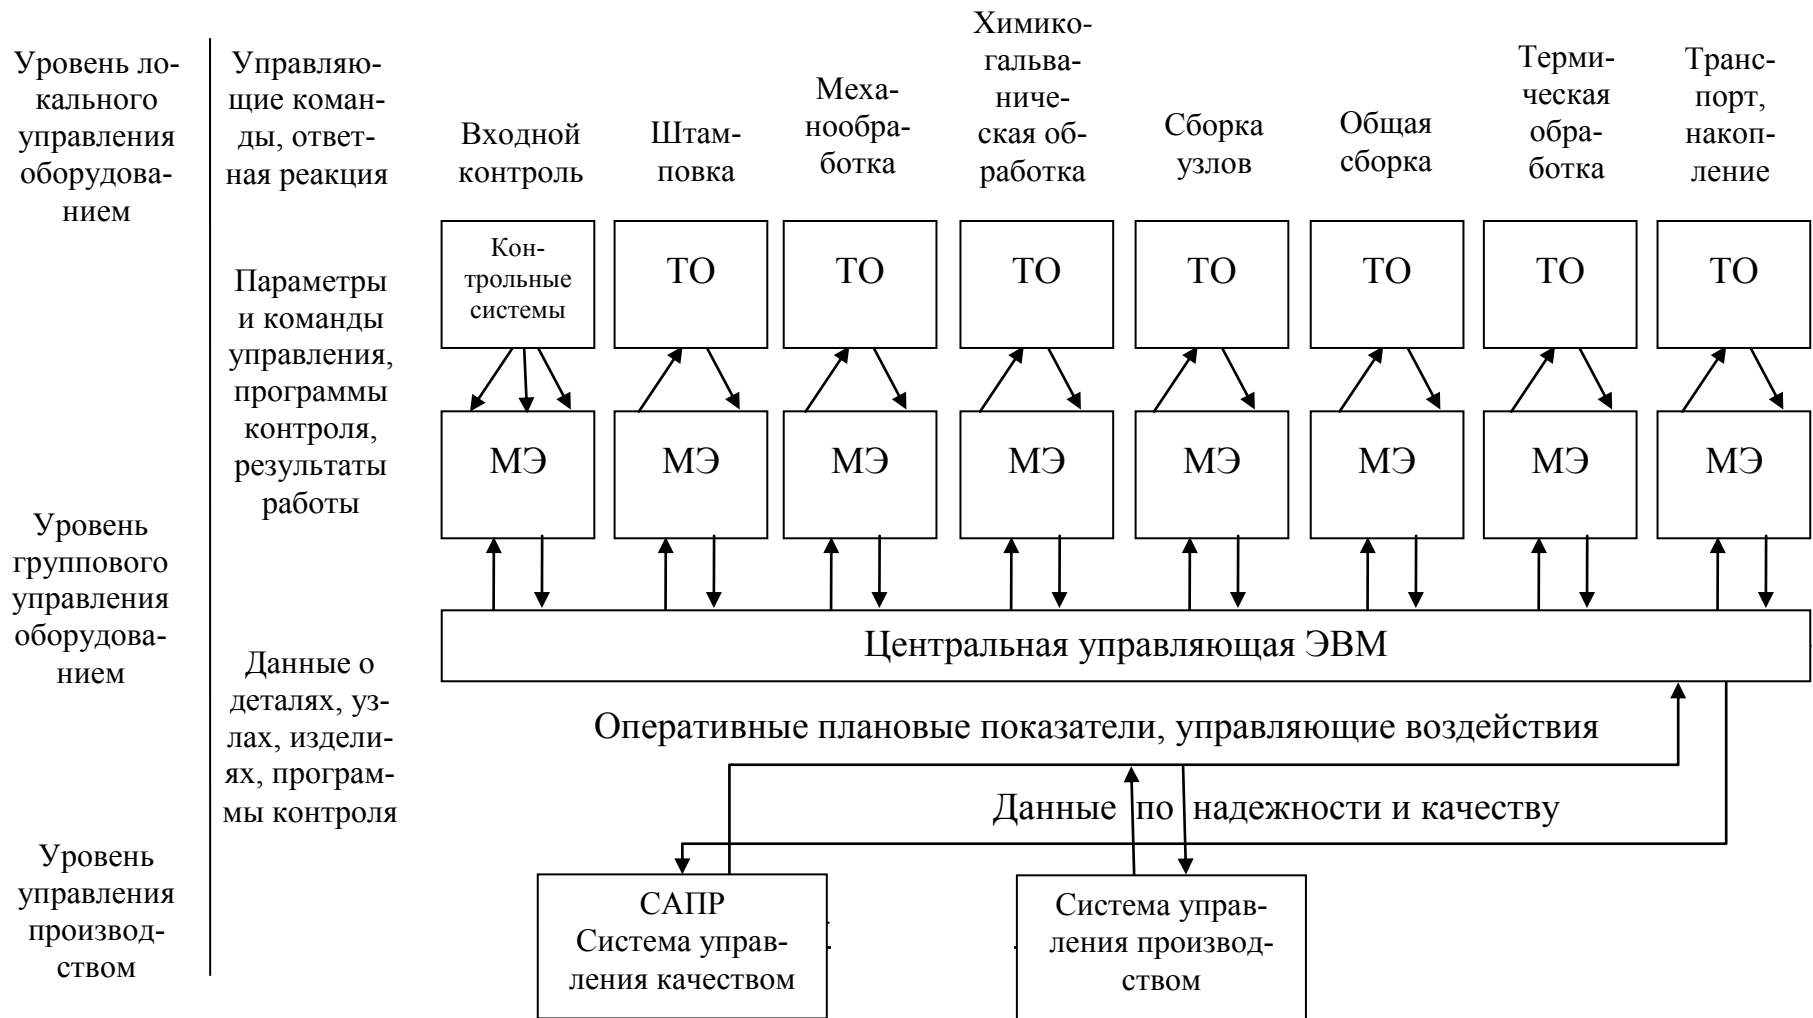 Уровень ло-
кального
управления
оборудова-
нием
Управляю-
щие коман-
ды, ответ-
ная реакция
Входной
контроль
Штам-
повка
Меха-
нообра-
ботка
Химико-
гальва-
ниче-
ская об-
работка
Сборка
узлов
Общая
сборка
Терми-
ческая
обра-
ботка
Транс-
порт,
накоп-
ление
Параметры
и команды
управления,
программы
контроля,
результаты
работы
Кон-
трольные
системы
ТО
ТО
ТО
ТО
ТО
ТО
ТО
МЭ
МЭ
МЭ
МЭ
МЭ
МЭ
МЭ
МЭ
Уровень
группового
управления
оборудова-
нием
Центральная управляющая ЭВМ
Данные о
деталях, уз-
лах, издели-
ях, програм-
мы контроля
Оперативные плановые показатели, управляющие воздействия
Данные по надежности и качеству
Уровень
управления
производ-
ством
САПР
Система управ-
ления качеством
Система управ-
ления производ-
ством